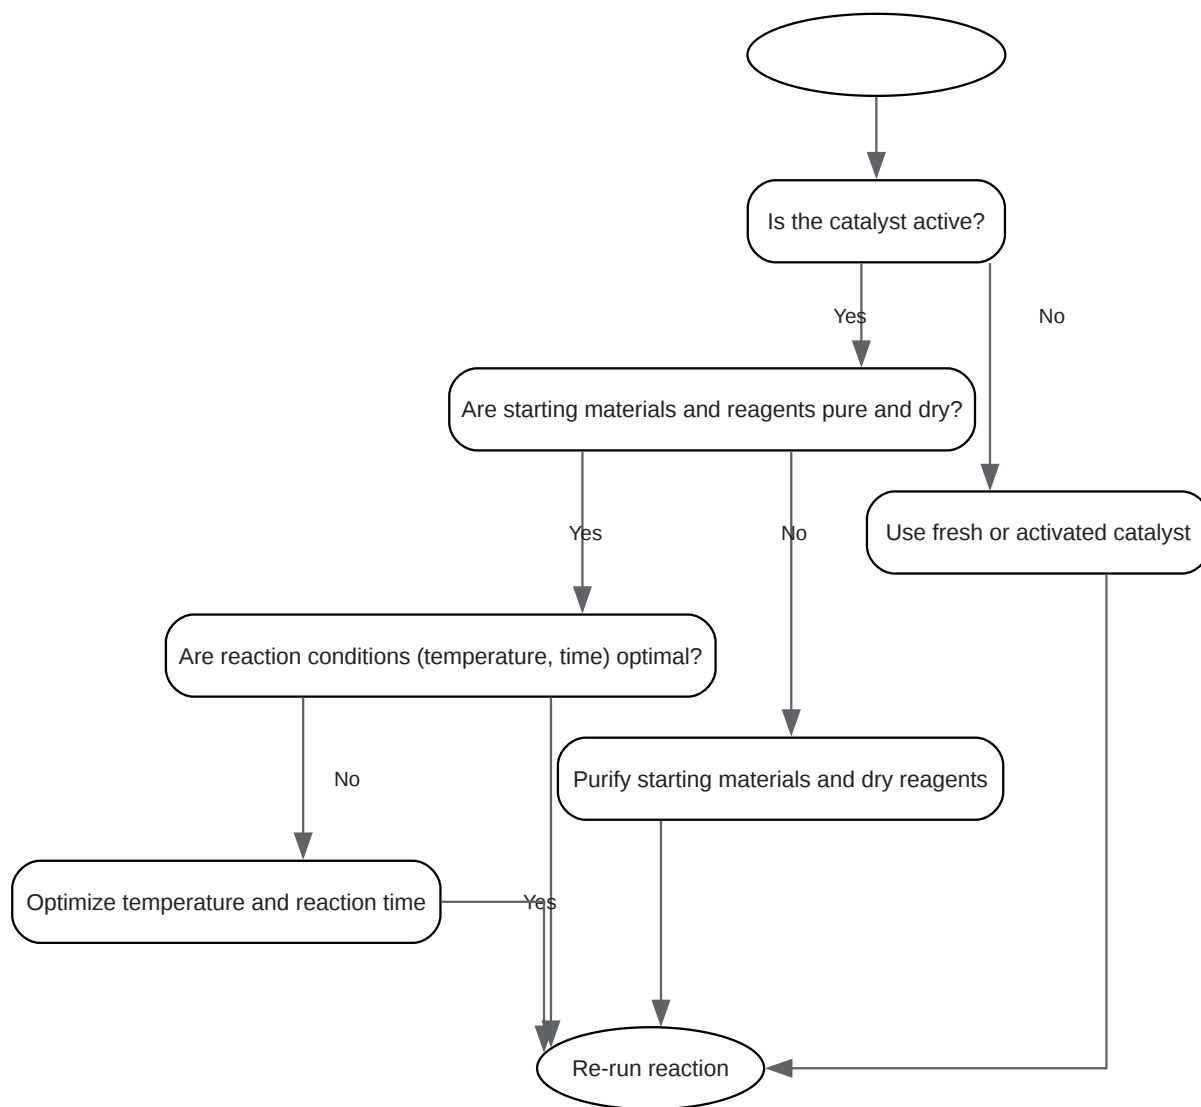 Is the catalyst active?
Yes
No
Are starting materials and reagents pure and dry?
Yes
No
Use fresh or activated catalyst
Are reaction conditions (temperature, time) optimal?
No
Purify starting materials and dry reagents
Optimize temperature and reaction time
Yes
Re-run reaction